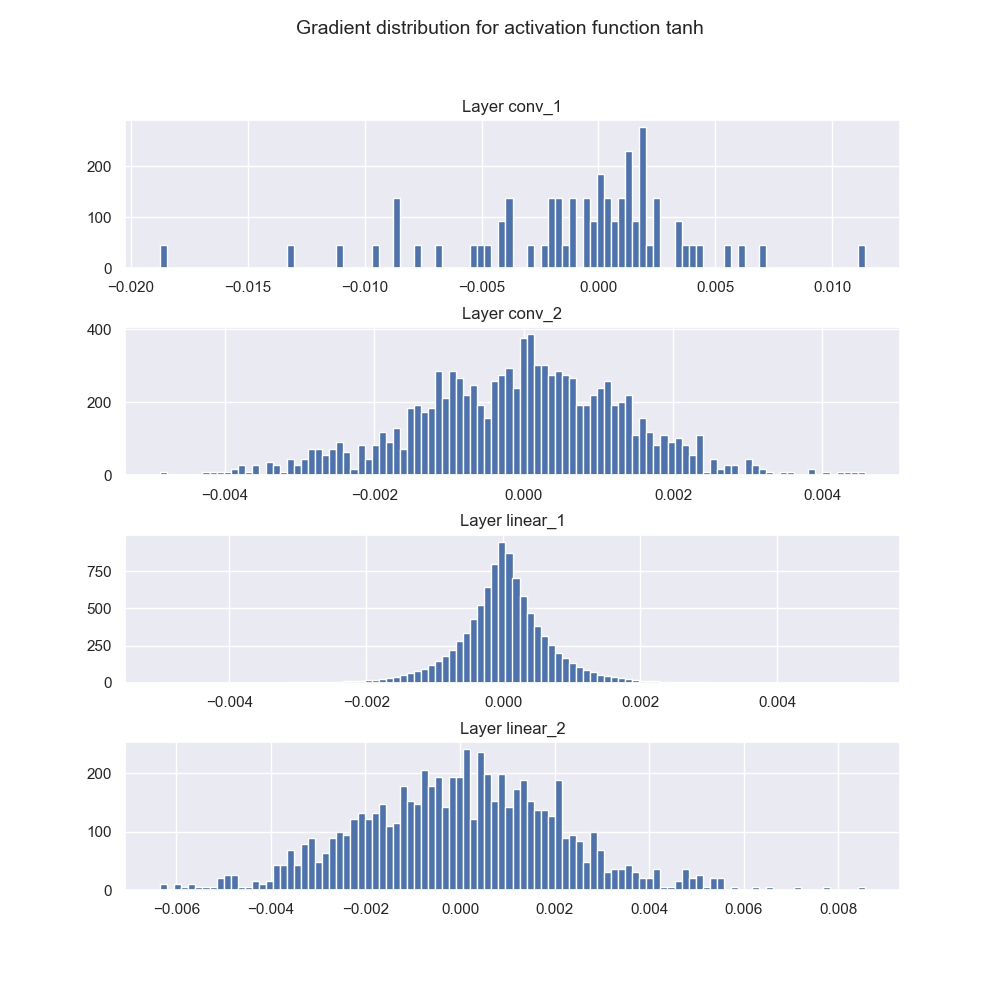 Gradient distribution for activation function tanh
Layer conv_1
200
100
0
−0.020 −0.015 −0.010 −0.005 0.000 0.005 0.010
Layer conv_2
400
200
0
−0.004 −0.002 0.000 0.002 0.004
Layer linear_1
750
500
250
0
−0.004 −0.002 0.000 0.002 0.004
Layer linear_2
200
100
0
−0.006 −0.004 −0.002 0.000 0.002 0.004 0.006 0.008